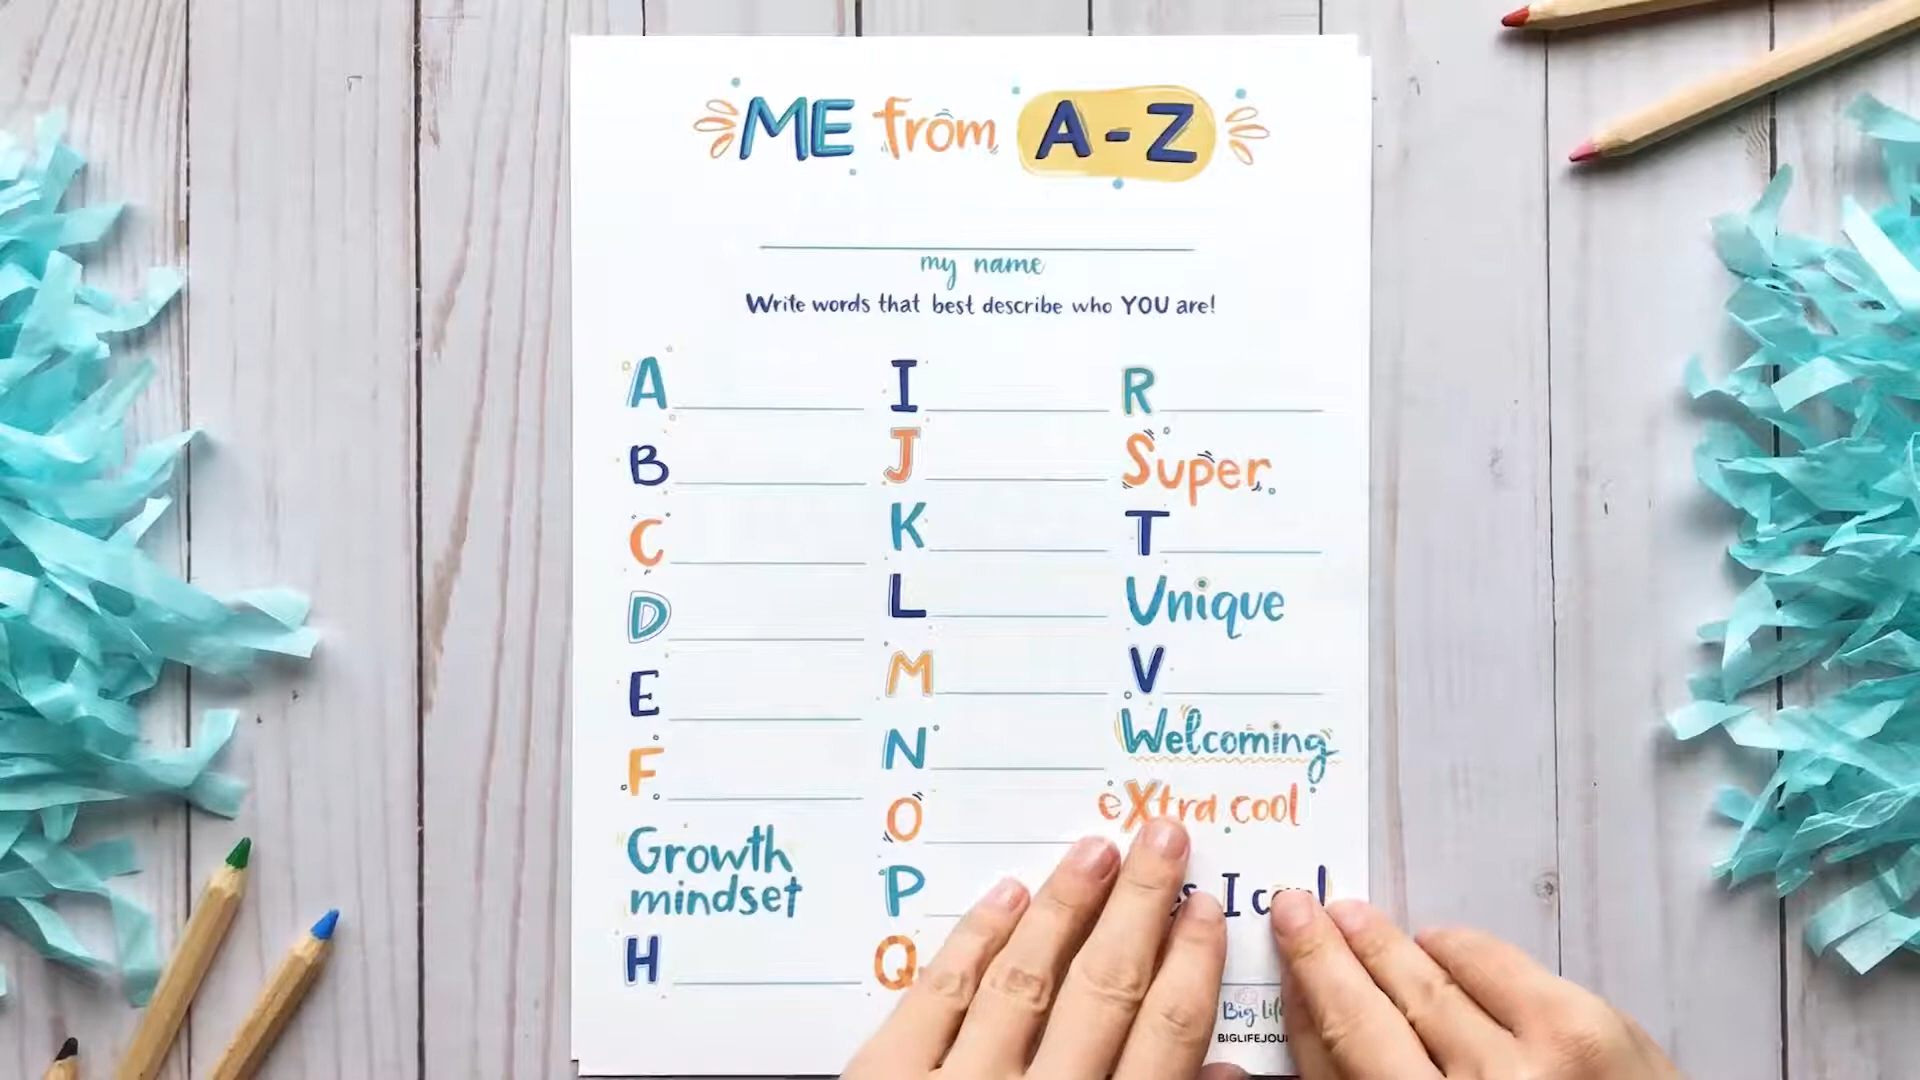 ME from A-Z
my name
Write words that best describe who YOU are!
A
B
C
D
E
F
Growth
mindset
H
I
J
K
L
M
N
O
P
Q
R
Super
T
Unique
V
Welcoming
eXtra cool
I
Big